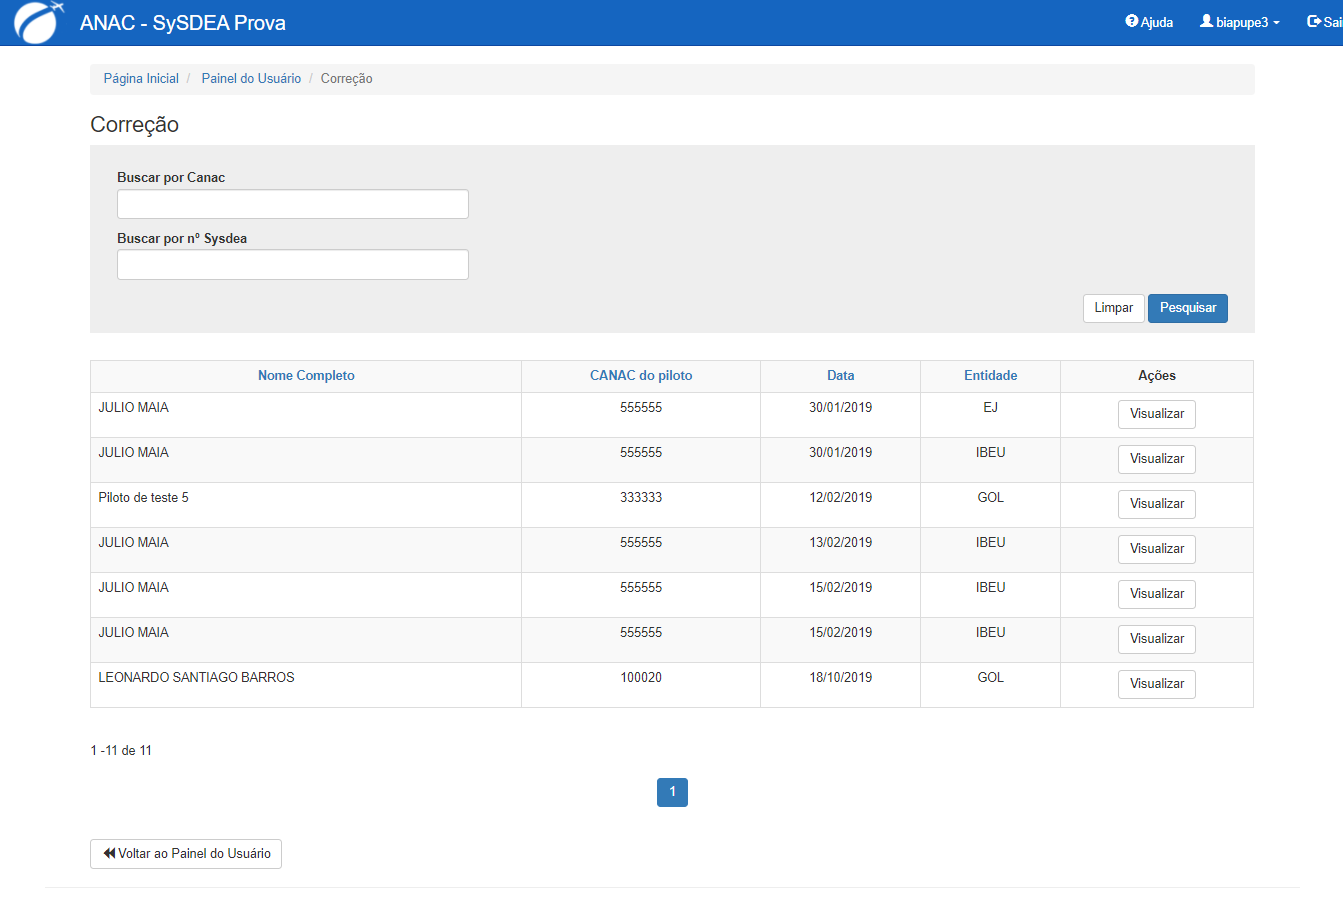 ANAC - SySDEA Prova
Ajuda
biapupe3
Sai
Página Inicial / Painel do Usuário / Correção
Correção
Buscar por Canac
Buscar por nº Sysdea
Limpar Pesquisar
Nome Completo CANAC do piloto Data Entidade Ações
JULIO MAIA 555555 30/01/2019 EJ Visualizar
JULIO MAIA 555555 30/01/2019 IBEU Visualizar
Piloto de teste 5 333333 12/02/2019 GOL Visualizar
JULIO MAIA 555555 13/02/2019 IBEU Visualizar
JULIO MAIA 555555 15/02/2019 IBEU Visualizar
JULIO MAIA 555555 15/02/2019 IBEU Visualizar
LEONARDO SANTIAGO BARROS 100020 18/10/2019 GOL Visualizar
1 -11 de 11
1
Voltar ao Painel do Usuário